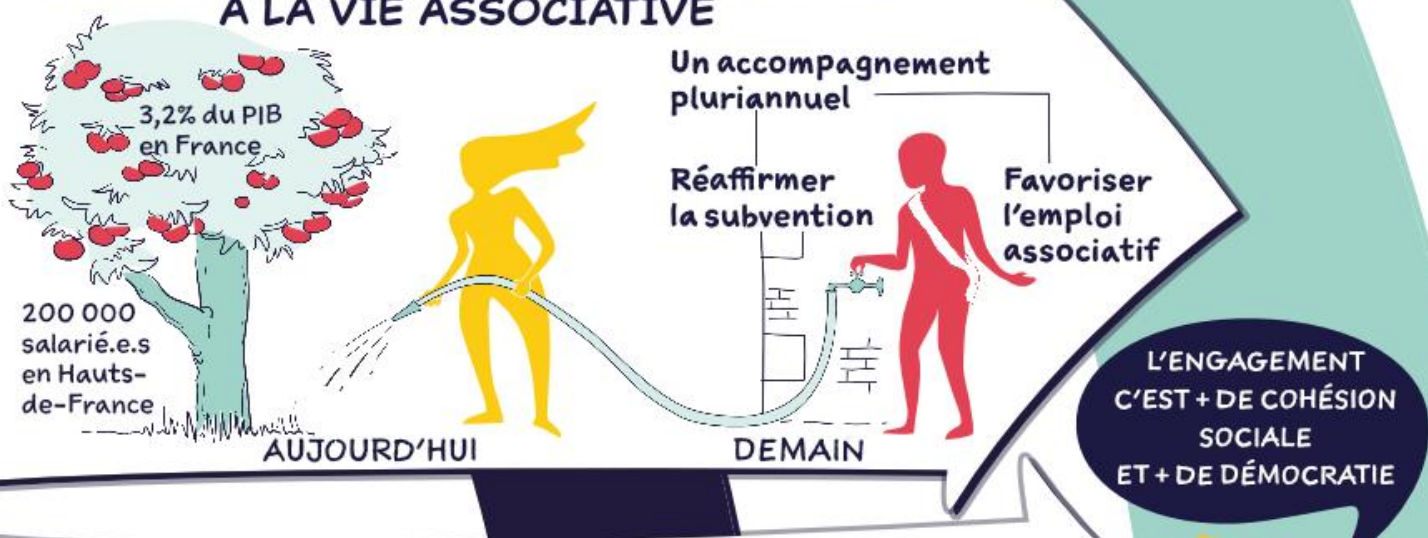 À LA VIE ASSOCIATIVE
3,2% du PIB
en France
200 000
salarié.e.s
en Hauts-
de-France
Un accompagnement
pluriannuel
Réaffirmer
la subvention
Favoriser
l'emploi
associatif
AUJOURD'HUI
DEMAIN
L'ENGAGEMENT
C'EST + DE COHÉSION
SOCIALE
ET + DE DÉMOCRATIE